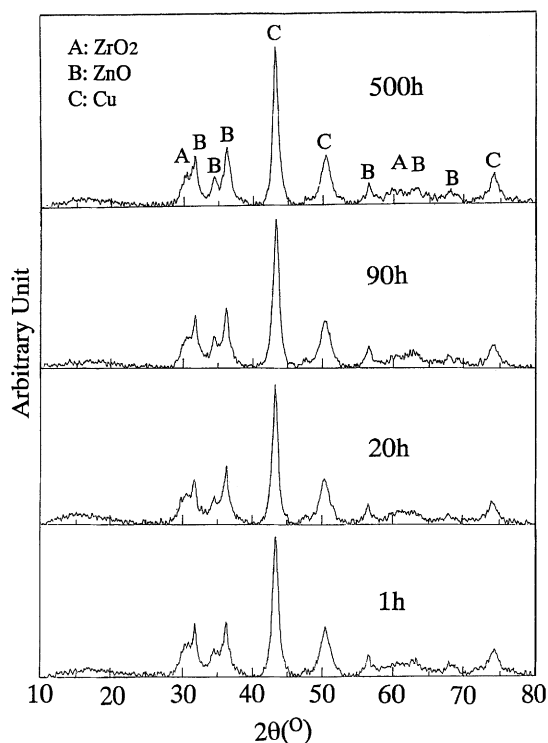 A: ZrO2
B: ZnO
C: Cu
C
500h
A B B B C B A B B C
90h
20h
1h
Arbitrary Unit
10 20 30 40 50 60 70 80
2θ(O)